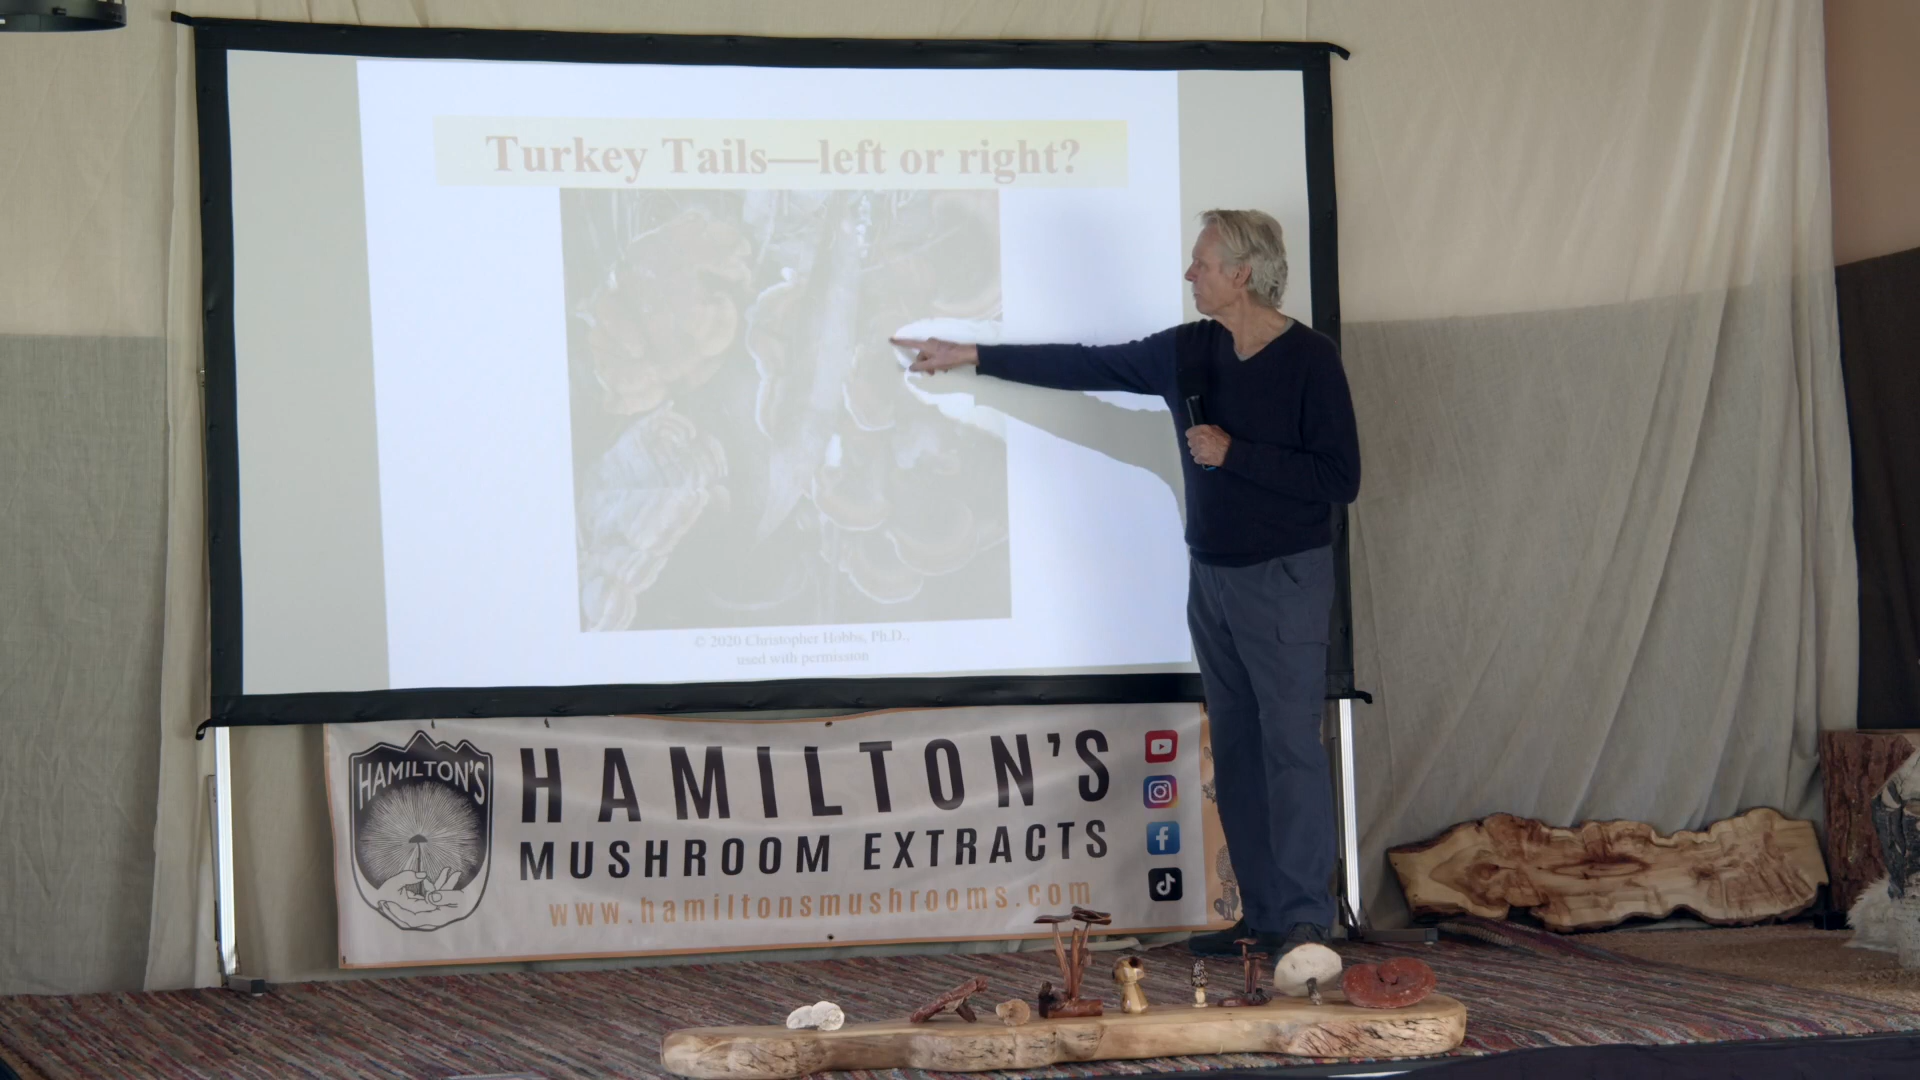 Turkey Tails—left or right?
© 2020 Christopher Hobbs, Ph.D.,
used with permission
HAMILTON'S
HAMILTON'S
MUSHROOM EXTRACTS
www.hamiltonsmushrooms.com